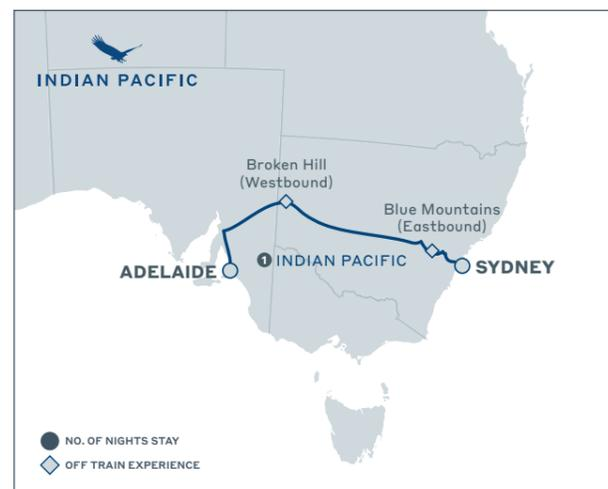 INDIAN PACIFIC
Broken Hill
(Westbound)
Blue Mountains
(Eastbound)
ADELAIDE
1 INDIAN PACIFIC
SYDNEY
NO. OF NIGHTS STAY
OFF TRAIN EXPERIENCE